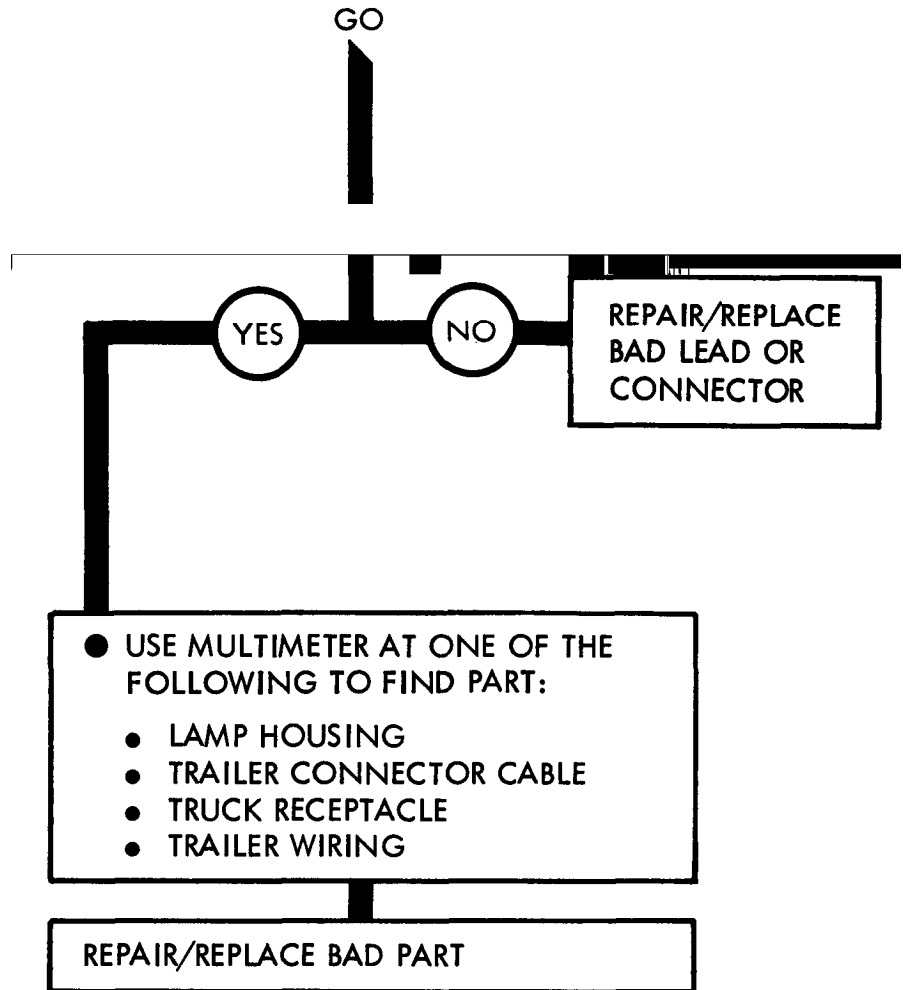 GO
YES
NO
REPAIR/REPLACE
BAD LEAD OR
CONNECTOR
● USE MULTIMETER AT ONE OF THE
FOLLOWING TO FIND PART:
● LAMP HOUSING
● TRAILER CONNECTOR CABLE
● TRUCK RECEPTACLE
● TRAILER WIRING
REPAIR/REPLACE BAD PART